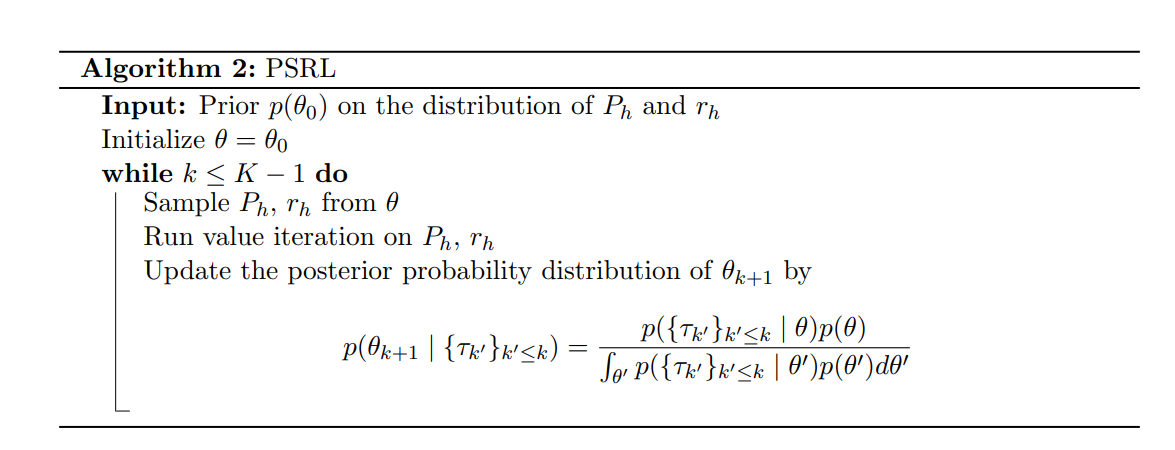 Algorithm 2: PSRL
Input: Prior p(θ₀) on the distribution of Pₕ and rₕ
Initialize θ = θ₀
while k ≤ K − 1 do
Sample Pₕ, rₕ from θ
Run value iteration on Pₕ, rₕ
Update the posterior probability distribution of θₖ₊₁ by
p(θₖ₊₁ | {τₖ′}ₖ′≤ₖ) = p({τₖ′}ₖ′≤ₖ | θ)p(θ) / ∫θ′ p({τₖ′}ₖ′≤ₖ | θ′)p(θ′)dθ′